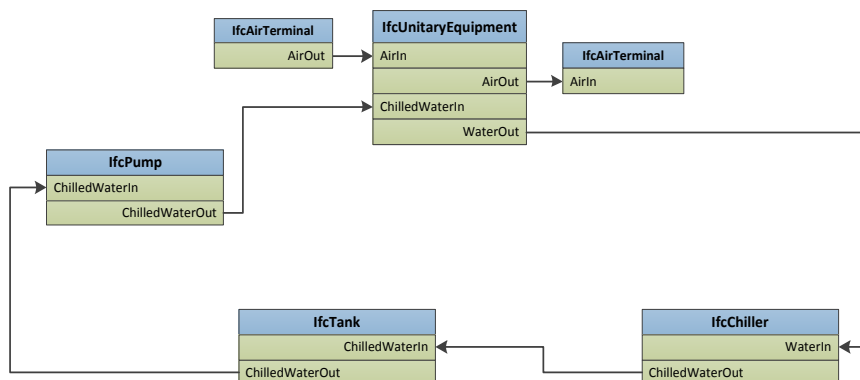 IfcUnitaryEquipment
AirIn
AirOut
ChilledWaterIn
WaterOut
IfcAirTerminal
AirOut
IfcAirTerminal
AirIn
IfcPump
ChilledWaterIn
ChilledWaterOut
IfcTank
ChilledWaterIn
ChilledWaterOut
IfcChiller
WaterIn
ChilledWaterOut